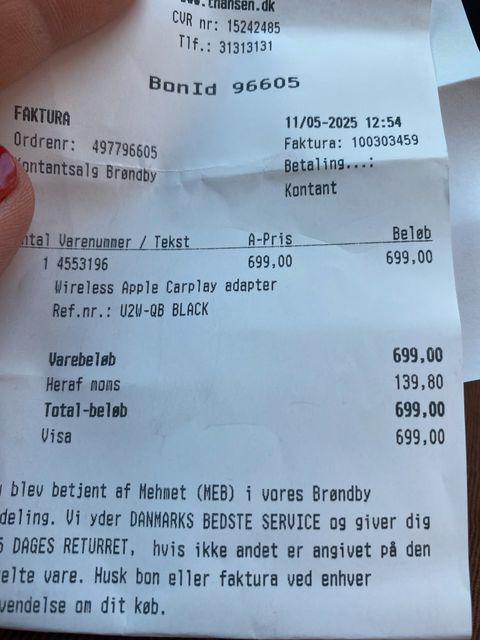 thansen.dk
CVR nr: 15242485
Tlf.: 31313131
BonId 96605
FAKTURA
11/05-2025 12:54
Ordrenr: 497796605
Faktura: 100303459
Kontantsalg Brøndby
Betaling...:
Kontant
ntal Varenummer / Tekst A-Pris Beløb
1 4553196 699,00 699,00
Wireless Apple Carplay adapter
Ref.nr.: U2W-QB BLACK
Varebeløb 699,00
Heraf moms 139,80
Total-beløb 699,00
Visa 699,00
blev betjent af Mehmet (MEB) i vores Brøndby
deling. Vi yder DANMARKS BEDSTE SERVICE og giver dig
5 DAGES RETURRET, hvis ikke andet er angivet på den
elte vare. Husk bon eller faktura ved enhver
vendelse om dit køb.